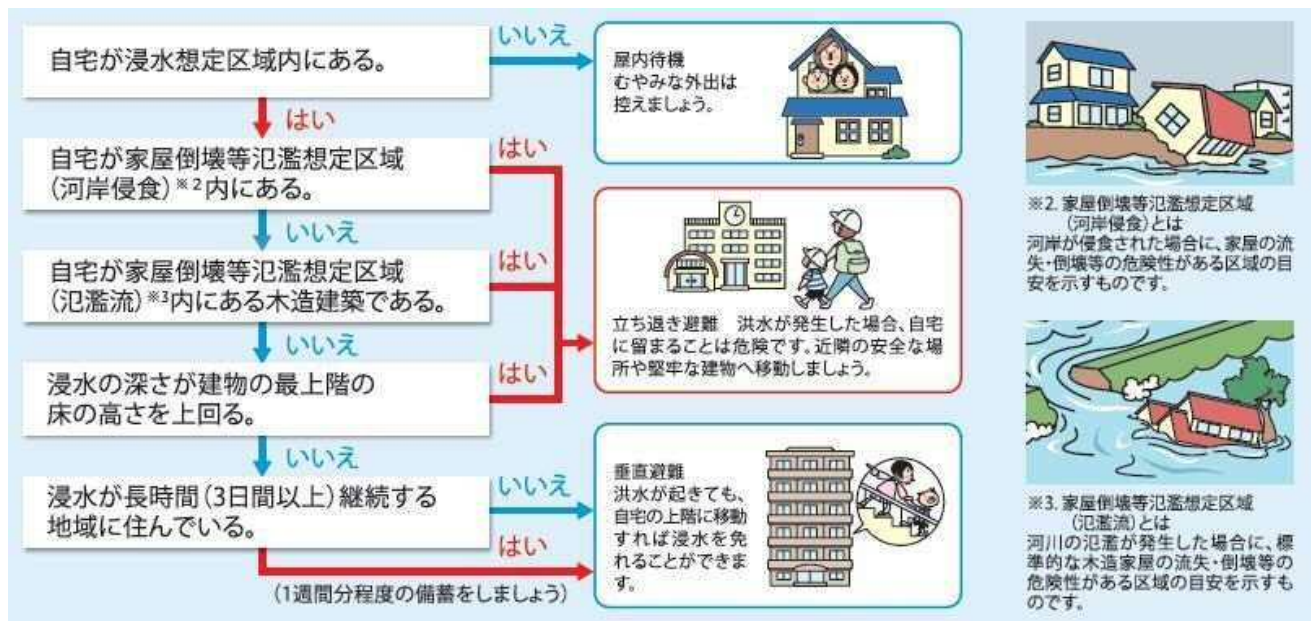 自宅が浸水想定区域内にある。
いいえ
屋内待機
むやみな外出は
控えましょう。
はい
自宅が家屋倒壊等氾濫想定区域
(河岸侵食)※2内にある。
はい
いいえ
自宅が家屋倒壊等氾濫想定区域
(氾濫流)※3内にある木造建築である。
はい
立ち退き避難　洪水が発生した場合、自宅
に留まることは危険です。近隣の安全な場
所や堅牢な建物へ移動しましょう。
いいえ
浸水の深さが建物の最上階の
床の高さを上回る。
はい
いいえ
浸水が長時間(3日間以上)継続する
地域に住んでいる。
いいえ
はい
(1週間分程度の備蓄をしましょう)
垂直避難
洪水が起きても、
自宅の上階に移動
すれば浸水を免
れることができま
す。
※2. 家屋倒壊等氾濫想定区域
(河岸侵食)とは
河岸が侵食された場合に、家屋の流
失・倒壊等の危険性がある区域の目
安を示すものです。
※3. 家屋倒壊等氾濫想定区域
(氾濫流)とは
河川の氾濫が発生した場合に、標
準的な木造家屋の流失・倒壊等の
危険性がある区域の目安を示すも
のです。